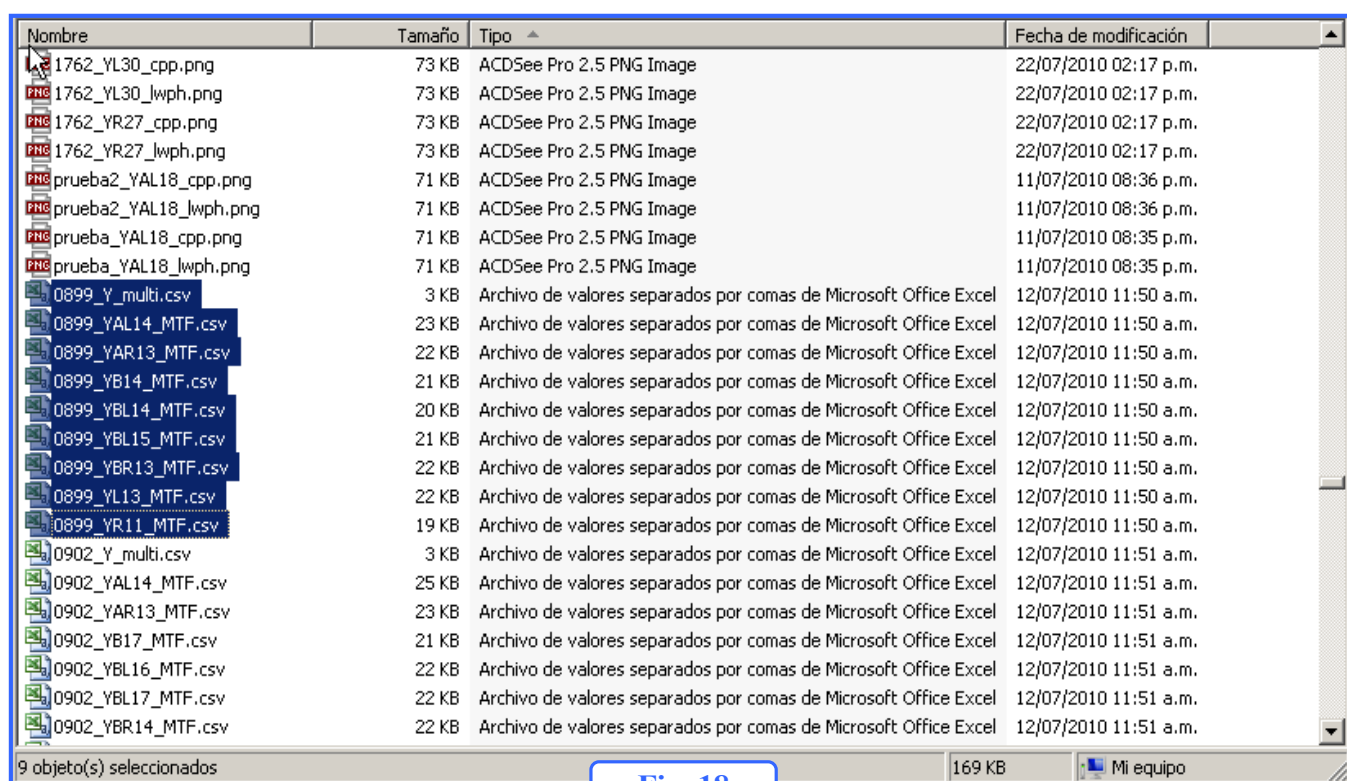 Nombre Tamaño Tipo Fecha de modificación
1762_YL30_cpp.png 73 KB ACDSee Pro 2.5 PNG Image 22/07/2010 02:17 p.m.
1762_YL30_lwph.png 73 KB ACDSee Pro 2.5 PNG Image 22/07/2010 02:17 p.m.
1762_YR27_cpp.png 73 KB ACDSee Pro 2.5 PNG Image 22/07/2010 02:17 p.m.
1762_YR27_lwph.png 73 KB ACDSee Pro 2.5 PNG Image 22/07/2010 02:17 p.m.
prueba2_YAL18_cpp.png 71 KB ACDSee Pro 2.5 PNG Image 11/07/2010 08:36 p.m.
prueba2_YAL18_lwph.png 71 KB ACDSee Pro 2.5 PNG Image 11/07/2010 08:36 p.m.
prueba_YAL18_cpp.png 71 KB ACDSee Pro 2.5 PNG Image 11/07/2010 08:35 p.m.
prueba_YAL18_lwph.png 71 KB ACDSee Pro 2.5 PNG Image 11/07/2010 08:35 p.m.
0899_Y_multi.csv 3 KB Archivo de valores separados por comas de Microsoft Office Excel 12/07/2010 11:50 a.m.
0899_YAL14_MTF.csv 23 KB Archivo de valores separados por comas de Microsoft Office Excel 12/07/2010 11:50 a.m.
0899_YAR13_MTF.csv 22 KB Archivo de valores separados por comas de Microsoft Office Excel 12/07/2010 11:50 a.m.
0899_YB14_MTF.csv 21 KB Archivo de valores separados por comas de Microsoft Office Excel 12/07/2010 11:50 a.m.
0899_YBL14_MTF.csv 20 KB Archivo de valores separados por comas de Microsoft Office Excel 12/07/2010 11:50 a.m.
0899_YBL15_MTF.csv 21 KB Archivo de valores separados por comas de Microsoft Office Excel 12/07/2010 11:50 a.m.
0899_YBR13_MTF.csv 22 KB Archivo de valores separados por comas de Microsoft Office Excel 12/07/2010 11:50 a.m.
0899_YL13_MTF.csv 22 KB Archivo de valores separados por comas de Microsoft Office Excel 12/07/2010 11:50 a.m.
0899_YR11_MTF.csv 19 KB Archivo de valores separados por comas de Microsoft Office Excel 12/07/2010 11:50 a.m.
0902_Y_multi.csv 3 KB Archivo de valores separados por comas de Microsoft Office Excel 12/07/2010 11:51 a.m.
0902_YAL14_MTF.csv 25 KB Archivo de valores separados por comas de Microsoft Office Excel 12/07/2010 11:51 a.m.
0902_YAR13_MTF.csv 23 KB Archivo de valores separados por comas de Microsoft Office Excel 12/07/2010 11:51 a.m.
0902_YB17_MTF.csv 21 KB Archivo de valores separados por comas de Microsoft Office Excel 12/07/2010 11:51 a.m.
0902_YBL16_MTF.csv 22 KB Archivo de valores separados por comas de Microsoft Office Excel 12/07/2010 11:51 a.m.
0902_YBL17_MTF.csv 22 KB Archivo de valores separados por comas de Microsoft Office Excel 12/07/2010 11:51 a.m.
0902_YBR14_MTF.csv 22 KB Archivo de valores separados por comas de Microsoft Office Excel 12/07/2010 11:51 a.m.
9 objeto(s) seleccionados 169 KB Mi equipo